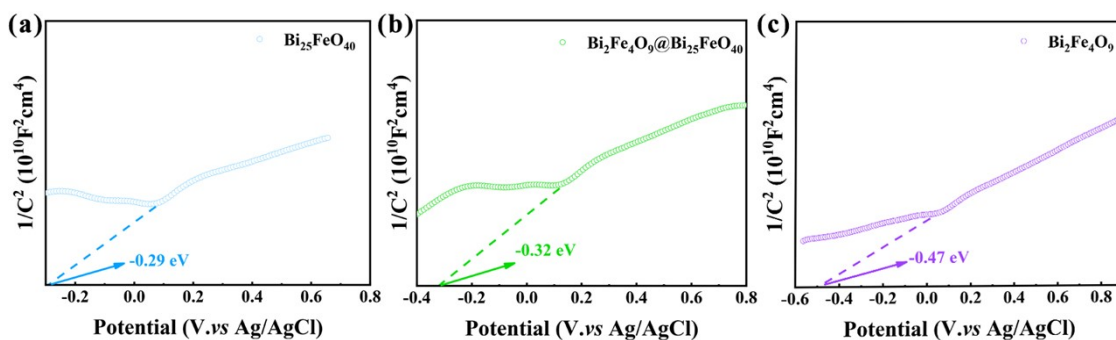 (a)
Bi₂₅FeO₄₀
1/C² (10¹⁰F²cm⁴)
-0.29 eV
-0.2 0.0 0.2 0.4 0.6 0.8
Potential (V.vs Ag/AgCl)
(b)
Bi₂Fe₄O₉@Bi₂₅FeO₄₀
1/C² (10¹⁰F²cm⁴)
-0.32 eV
-0.4 -0.2 0.0 0.2 0.4 0.6 0.8
Potential (V.vs Ag/AgCl)
(c)
Bi₂Fe₄O₉
1/C² (10¹⁰F²cm⁴)
-0.47 eV
-0.6 -0.4 -0.2 0.0 0.2 0.4 0.6 0.8
Potential (V.vs Ag/AgCl)